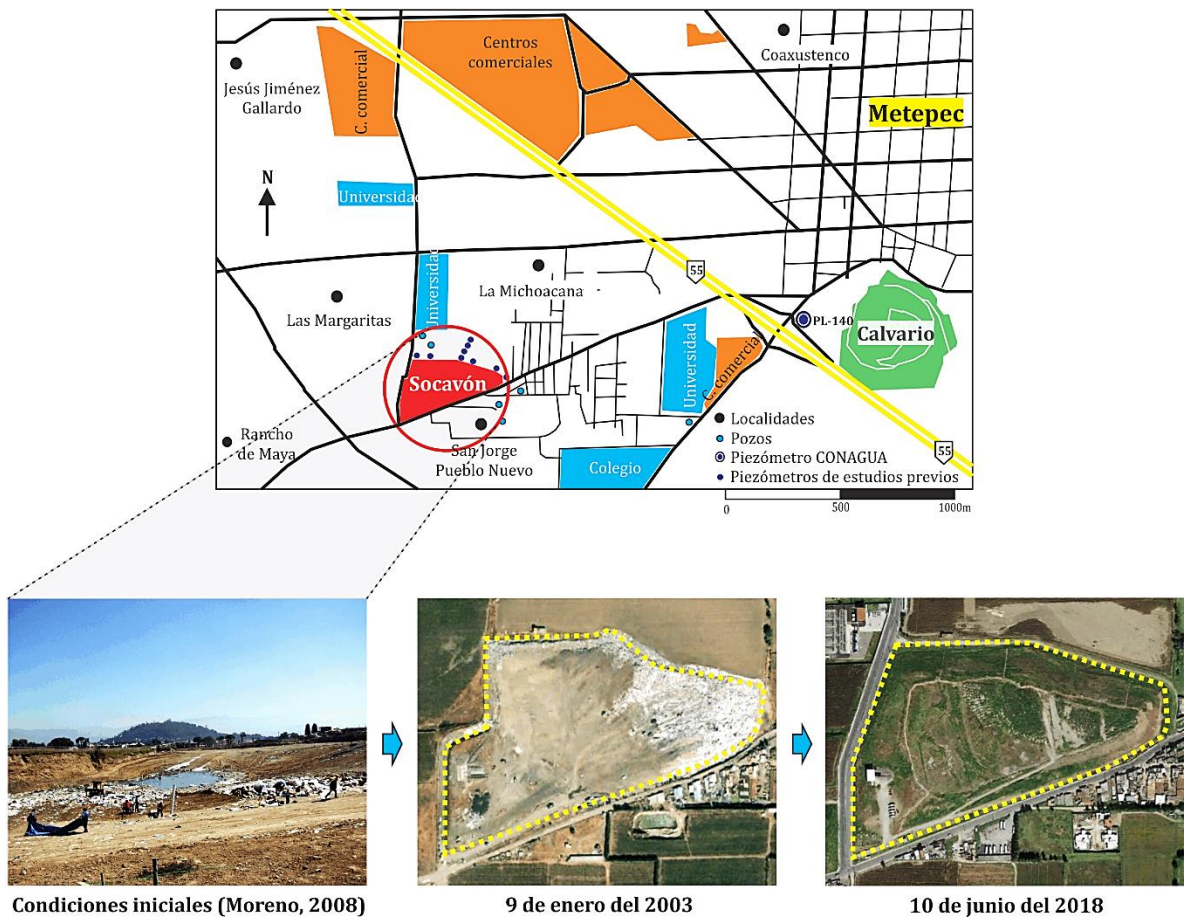 Centros
comerciales
Coaxustenco
Jesús Jiménez
Gallardo
C. comercial
Metepec
N
Universidad
Universidad
La Michoacana
55
Las Margaritas
PL-140
Calvario
Universidad
C. comercial
Socavón
Localidades
Rancho
de Maya
Pozos
San Jorge
Pueblo Nuevo
Colegio
Piezómetro CONAGUA
55
Piezómetros de estudios previos
0
500
1000m
Condiciones iniciales (Moreno, 2008)
9 de enero del 2003
10 de junio del 2018